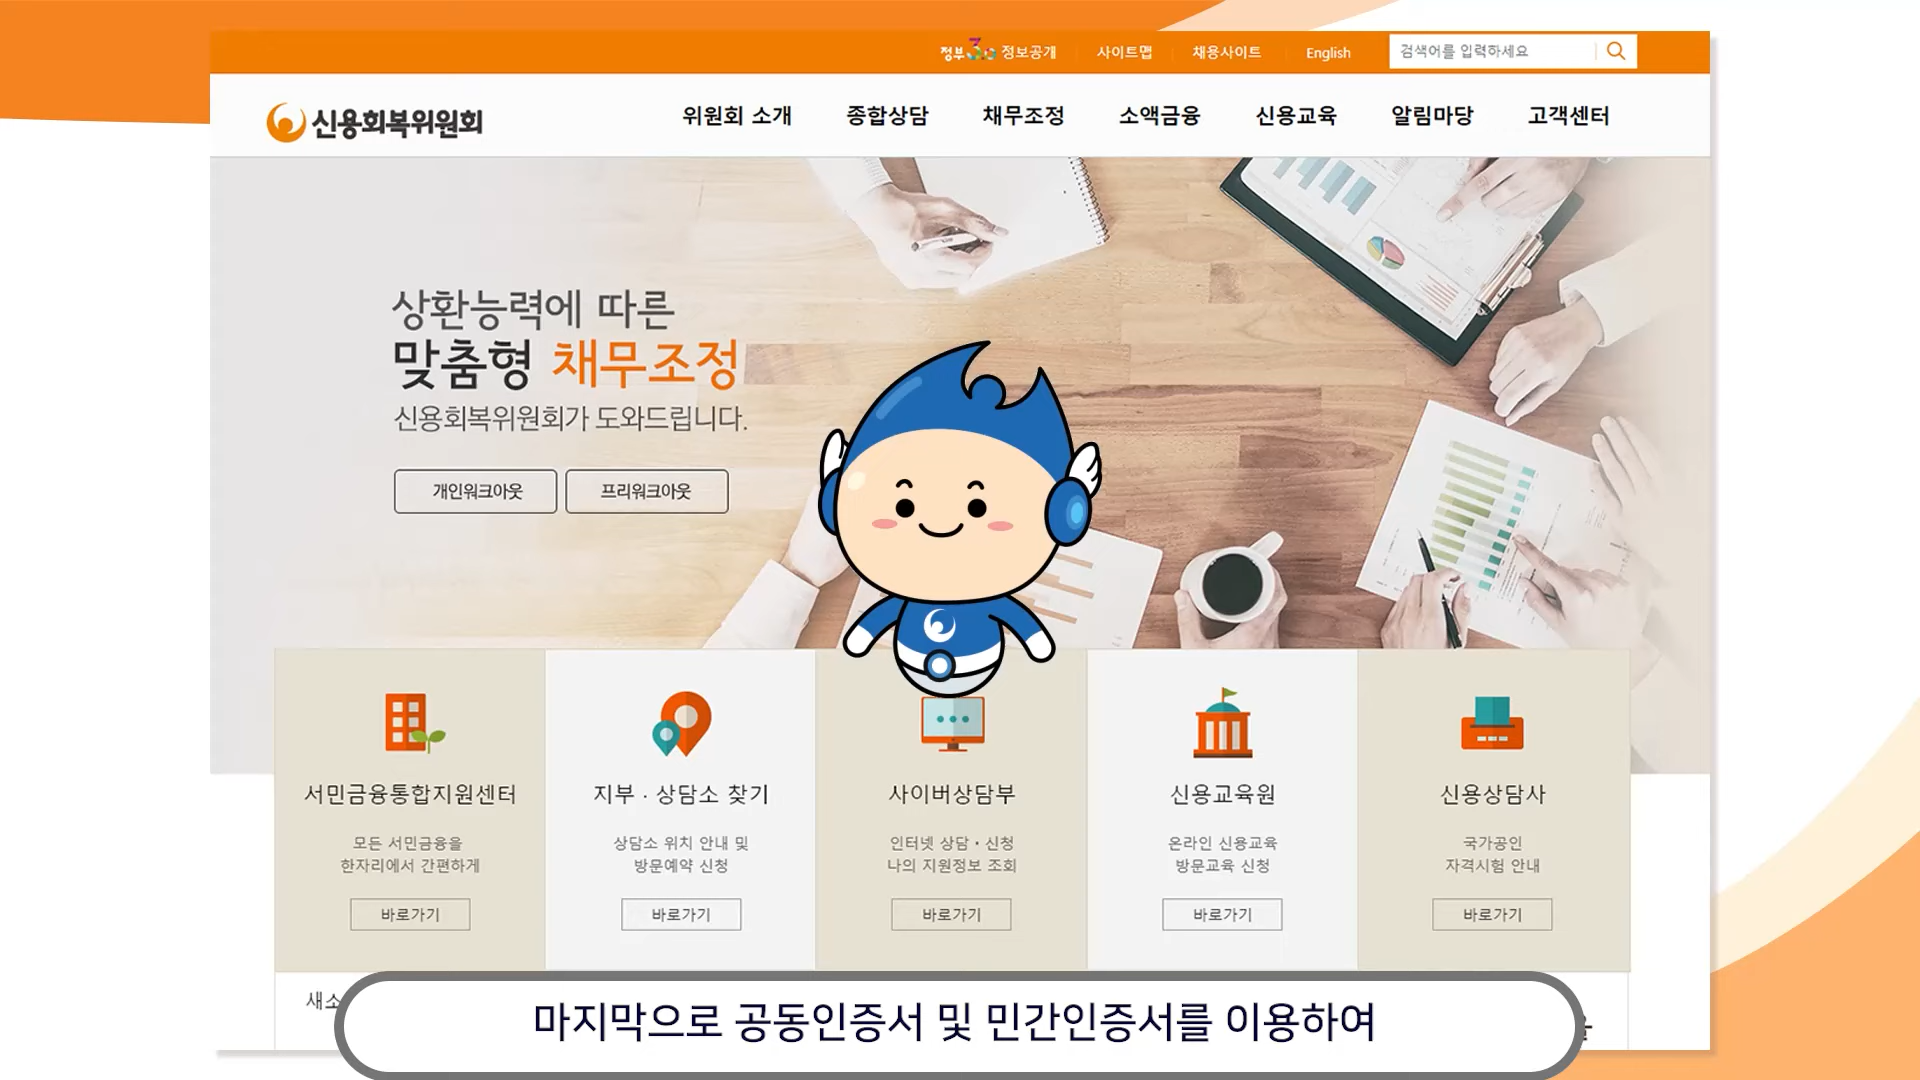 정부3.0 정보공개 사이트맵 채용사이트 English 검색어를 입력하세요
신용회복위원회 위원회 소개 종합상담 채무조정 소액금융 신용교육 알림마당 고객센터
상환능력에 따른
맞춤형 채무조정
신용회복위원회가 도와드립니다.
개인워크아웃 프리워크아웃
서민금융통합지원센터
모든 서민금융을
한자리에서 간편하게
바로가기
지부 · 상담소 찾기
상담소 위치 안내 및
방문예약 신청
바로가기
사이버상담부
인터넷 상담 • 신청
나의 지원정보 조회
바로가기
신용교육원
온라인 신용교육
방문교육 신청
바로가기
신용상담사
국가공인
자격시험 안내
바로가기
새소
마지막으로 공동인증서 및 민간인증서를 이용하여